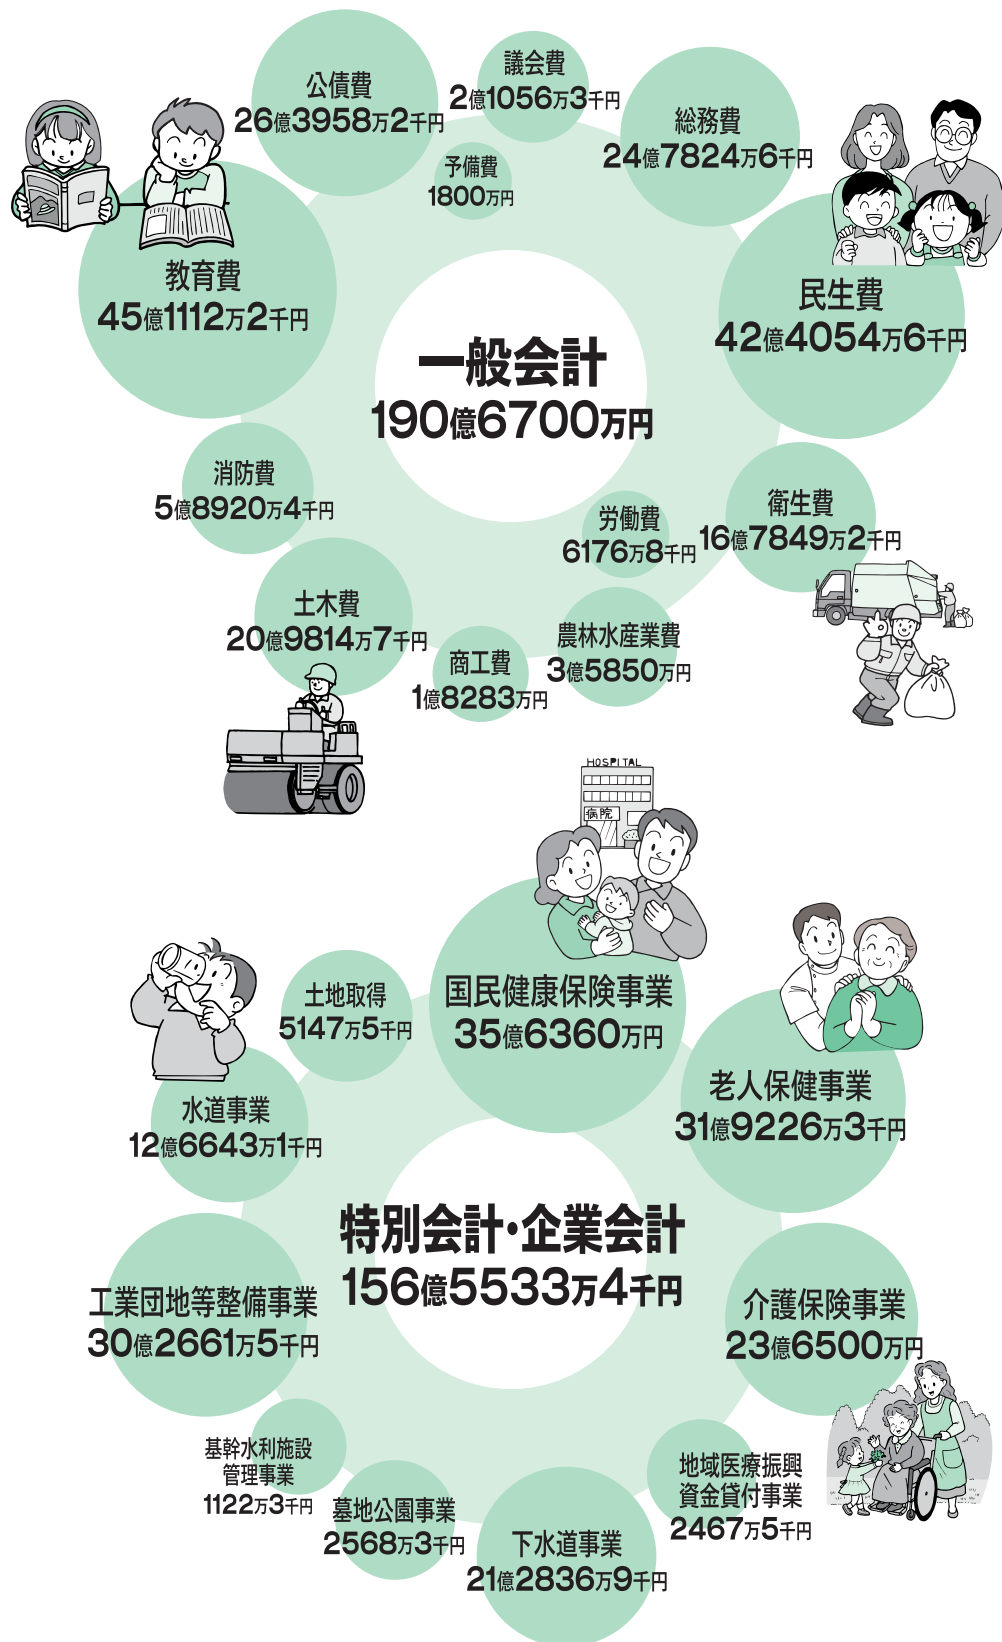 公債費
26億3958万2千円
議会費
2億1056万3千円
総務費
24億7824万6千円
予備費
1800万円
教育費
45億1112万2千円
民生費
42億4054万6千円
一般会計
190億6700万円
消防費
5億8920万4千円
労働費
6176万8千円
衛生費
16億7849万2千円
土木費
20億9814万7千円
商工費
1億8283万円
農林水産業費
3億5850万円
HOSPITAL
病院
国民健康保険事業
35億6360万円
土地取得
5147万5千円
老人保健事業
31億9226万3千円
水道事業
12億6643万1千円
特別会計・企業会計
156億5533万4千円
工業団地等整備事業
30億2661万5千円
介護保険事業
23億6500万円
基幹水利施設
管理事業
1122万3千円
墓地公園事業
2568万3千円
下水道事業
21億2836万9千円
地域医療振興
資金貸付事業
2467万5千円